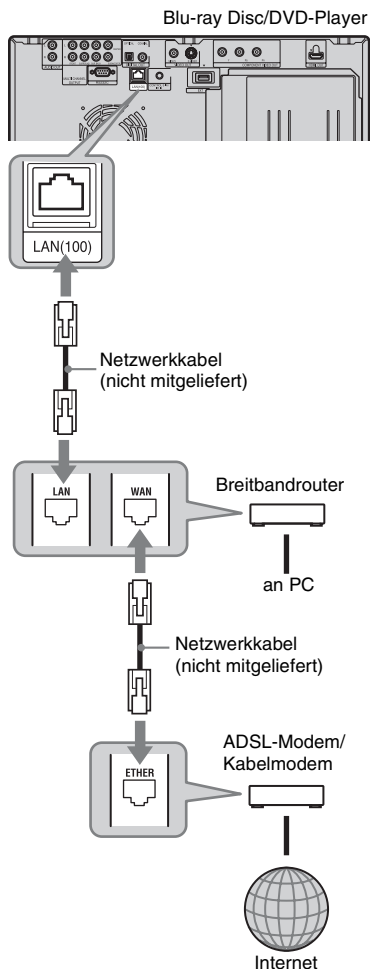 Blu-ray Disc/DVD-Player
LAN(100)
Netzwerkkabel
(nicht mitgeliefert)
LAN
WAN
Breitbandrouter
an PC
Netzwerkkabel
(nicht mitgeliefert)
ADSL-Modem/
Kabelmodem
ETHER
Internet